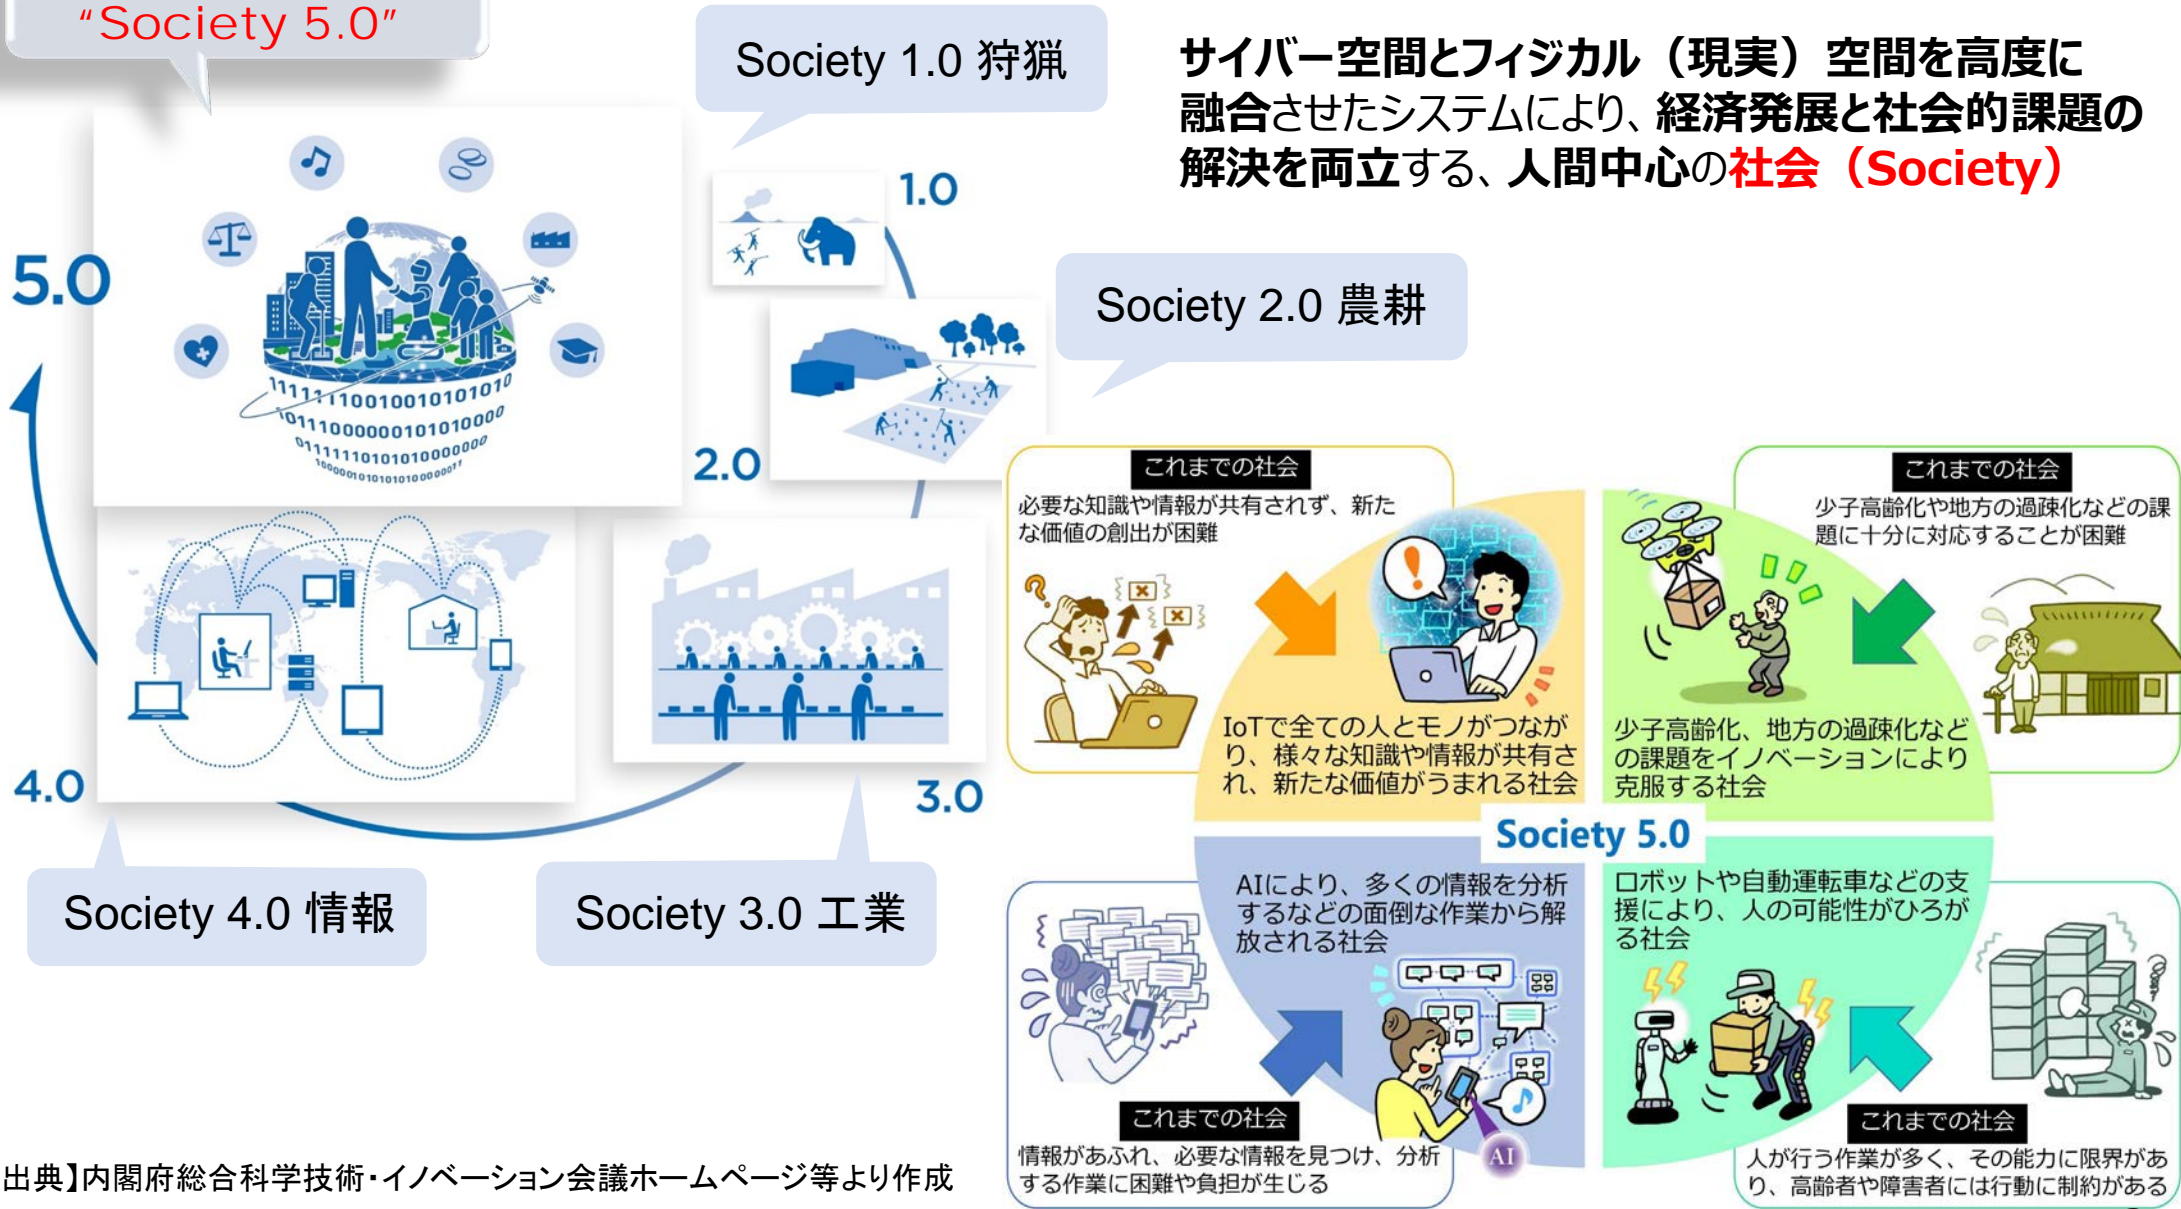 “Society 5.0”
Society 1.0 狩猟
サイバー空間とフィジカル（現実）空間を高度に
融合させたシステムにより、経済発展と社会的課題の
解決を両立する、人間中心の社会（Society）
1.0
5.0
Society 2.0 農耕
2.0
1111110010010101010
10111000000101010000
0111111010101000000
4.0
3.0
Society 4.0 情報
Society 3.0 工業
これまでの社会
必要な知識や情報が共有されず、新た
な価値の創出が困難
IoTで全ての人とモノがつなが
り、様々な知識や情報が共有さ
れ、新たな価値がうまれる社会
これまでの社会
少子高齢化や地方の過疎化などの課
題に十分に対応することが困難
少子高齢化、地方の過疎化など
の課題をイノベーションにより
克服する社会
Society 5.0
AIにより、多くの情報を分析
するなどの面倒な作業から解
放される社会
AI
これまでの社会
情報があふれ、必要な情報を見つけ、分析
する作業に困難や負担が生じる
ロボットや自動運転車などの支
援により、人の可能性がひろが
る社会
これまでの社会
人が行う作業が多く、その能力に限界があ
り、高齢者や障害者には行動に制約がある
出典】内閣府総合科学技術・イノベーション会議ホームページ等より作成